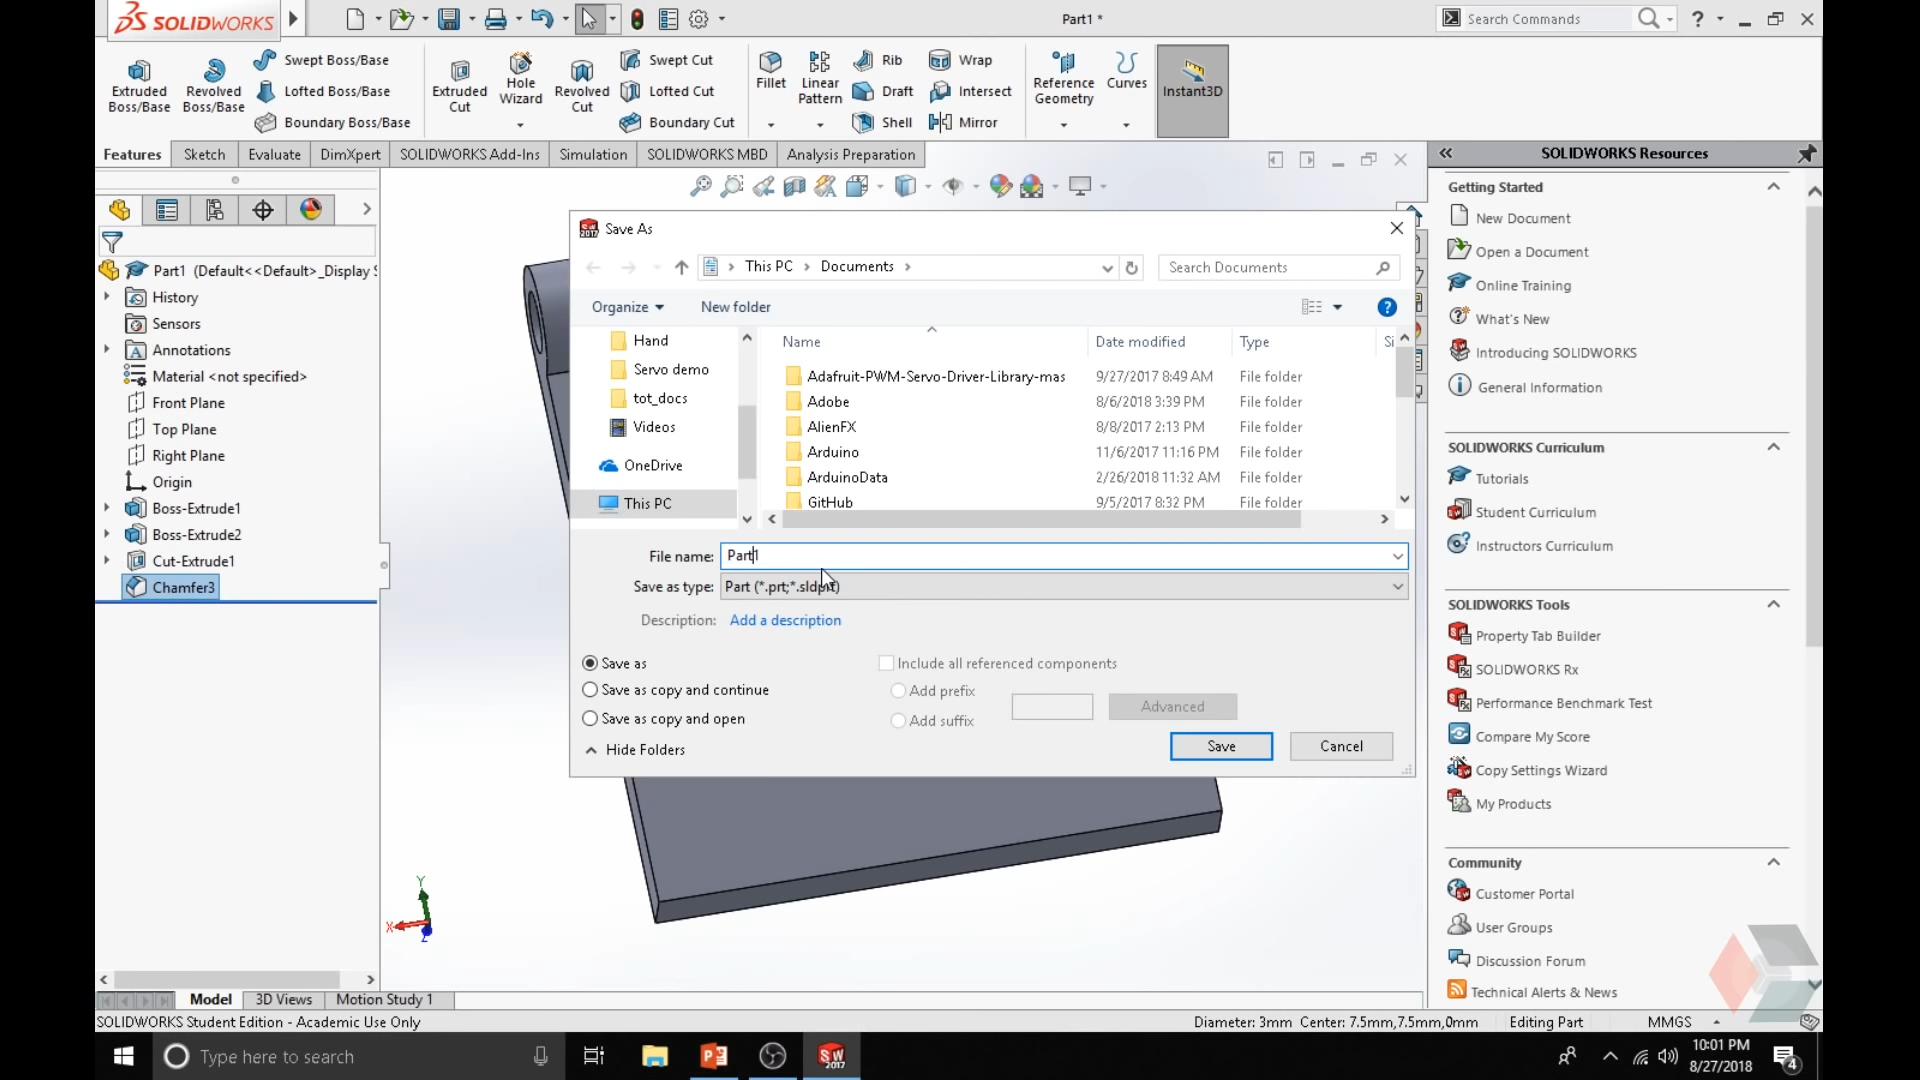 SOLIDWORKS
Part1 *
Search Commands
Extruded Boss/Base
Revolved Boss/Base
Swept Boss/Base
Lofted Boss/Base
Boundary Boss/Base
Extruded Cut
Hole Wizard
Revolved Cut
Swept Cut
Lofted Cut
Boundary Cut
Fillet
Linear Pattern
Rib
Draft
Shell
Wrap
Intersect
Mirror
Reference Geometry
Curves
Instant3D
Features
Sketch
Evaluate
DimXpert
SOLIDWORKS Add-Ins
Simulation
SOLIDWORKS MBD
Analysis Preparation
Part1 (Default<<Default>_Display S
History
Sensors
Annotations
Material <not specified>
Front Plane
Top Plane
Right Plane
Origin
Boss-Extrude1
Boss-Extrude2
Cut-Extrude1
Chamfer3
Save As
This PC
Documents
Search Documents
Organize
New folder
Hand
Servo demo
tot_docs
Videos
OneDrive
This PC
Name Date modified Type Si
Adafruit-PWM-Servo-Driver-Library-mas 9/27/2017 8:49 AM File folder
Adobe 8/6/2018 3:39 PM File folder
AlienFX 8/8/2017 2:13 PM File folder
Arduino 11/6/2017 11:16 PM File folder
ArduinoData 2/26/2018 11:32 AM File folder
GitHub 9/5/2017 8:32 PM File folder
File name: Part1
Save as type: Part (*.prt;*.sldprt)
Description: Add a description
Save as
Save as copy and continue
Save as copy and open
Include all referenced components
Add prefix
Add suffix
Advanced
Hide Folders
Save
Cancel
SOLIDWORKS Resources
Getting Started
New Document
Open a Document
Online Training
What's New
Introducing SOLIDWORKS
General Information
SOLIDWORKS Curriculum
Tutorials
Student Curriculum
Instructors Curriculum
SOLIDWORKS Tools
Property Tab Builder
SOLIDWORKS Rx
Performance Benchmark Test
Compare My Score
Copy Settings Wizard
My Products
Community
Customer Portal
User Groups
Discussion Forum
Technical Alerts & News
Y
X
Z
Model
3D Views
Motion Study 1
SOLIDWORKS Student Edition - Academic Use Only
Diameter: 3mm Center: 7.5mm,7.5mm,0mm
Editing Part
MMGS
Type here to search
SW 2017
10:01 PM
8/27/2018
4